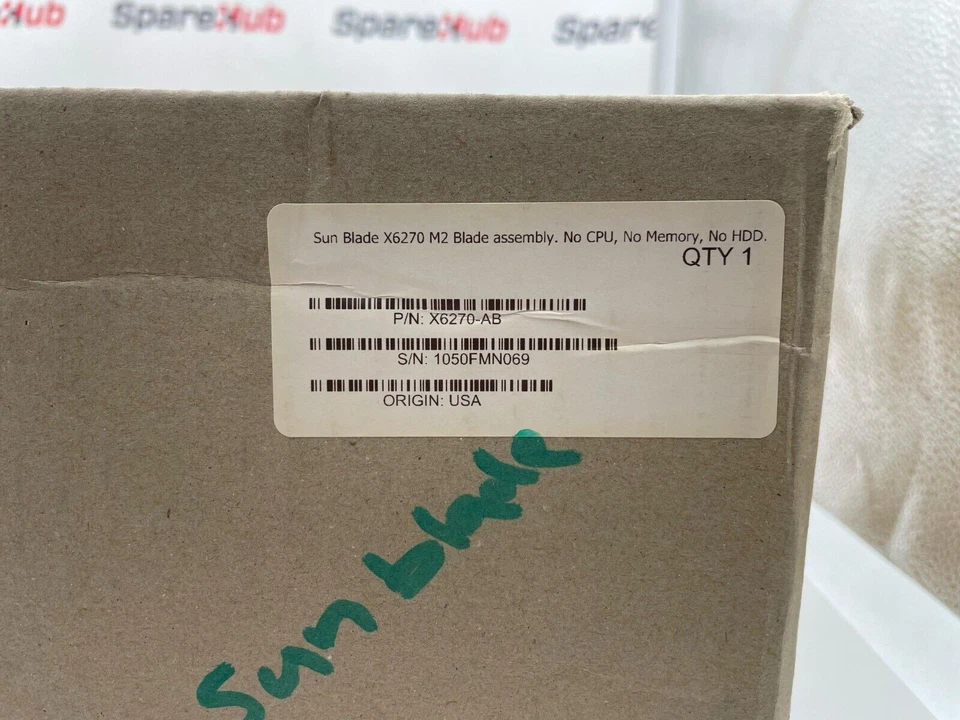 SpareHub SpareHub Spare
Sun Blade X6270 M2 Blade assembly. No CPU, No Memory, No HDD.
QTY 1
P/N: X6270-AB
S/N: 1050FMN069
ORIGIN: USA
Sun blade